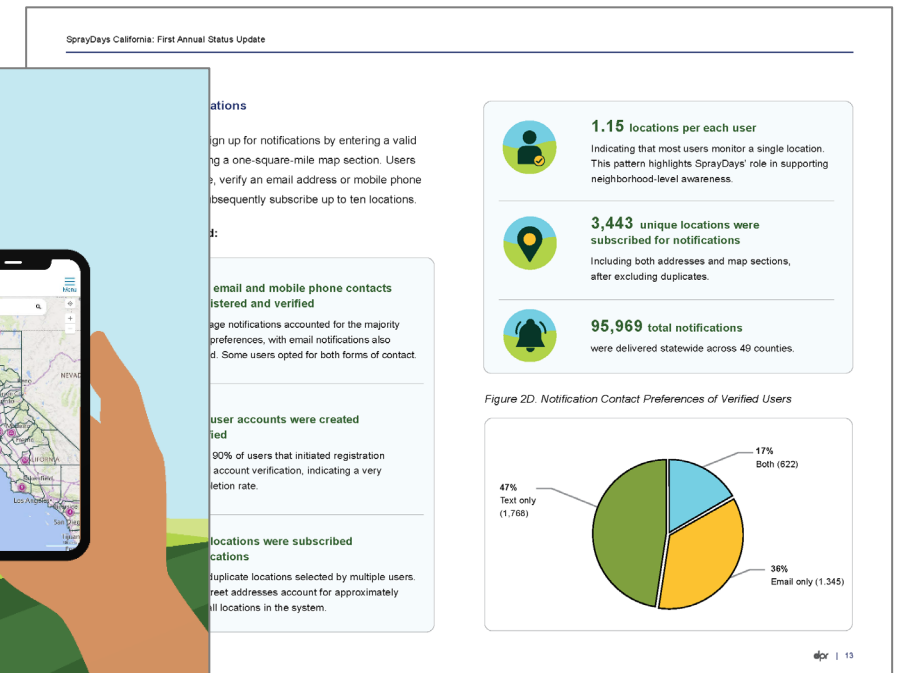 SprayDays California: First Annual Status Update
ations
ign up for notifications by entering a valid
ng a one-square-mile map section. Users
e, verify an email address or mobile phone
ubsequently subscribe up to ten locations.
d:
email and mobile phone contacts
istered and verified
age notifications accounted for the majority
preferences, with email notifications also
d. Some users opted for both forms of contact.
user accounts were created
ied
90% of users that initiated registration
account verification, indicating a very
letion rate.
locations were subscribed
cations
duplicate locations selected by multiple users.
reet addresses account for approximately
all locations in the system.
Menu
NEVAD
Reno
Fresno
CALIFORNIA
Bakersfield
Los Angeles
San Dieg
Tijuan
1.15 locations per each user
Indicating that most users monitor a single location.
This pattern highlights SprayDays' role in supporting
neighborhood-level awareness.
3,443 unique locations were
subscribed for notifications
Including both addresses and map sections,
after excluding duplicates.
95,969 total notifications
were delivered statewide across 49 counties.
Figure 2D. Notification Contact Preferences of Verified Users
17%
Both (622)
47%
Text only
(1,768)
36%
Email only (1.345)
dpr | 13